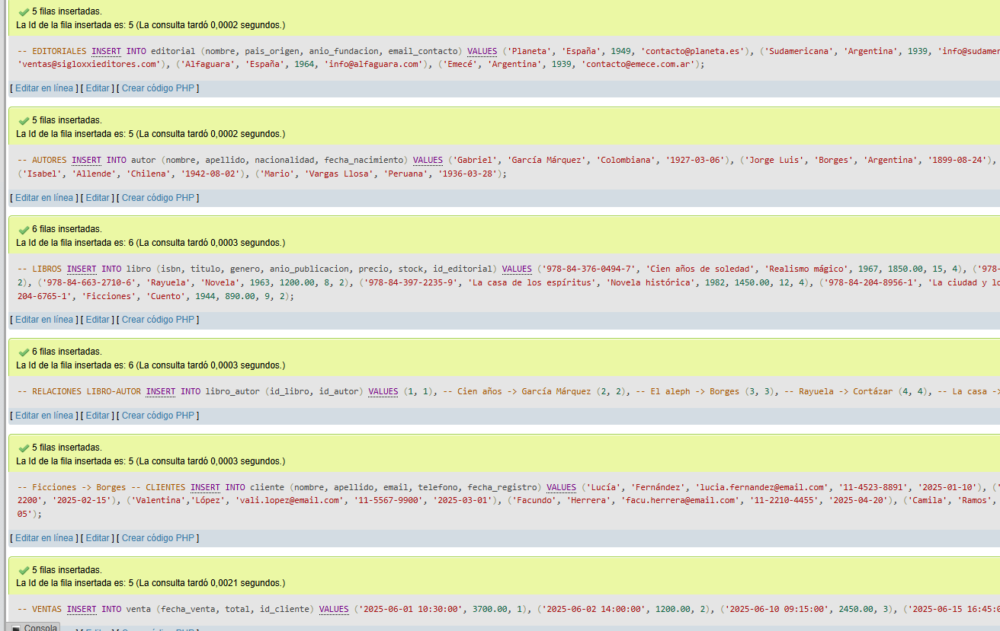 5 filas insertadas.
La Id de la fila insertada es: 5 (La consulta tardó 0,0002 segundos.)
-- EDITORIALES INSERT INTO editorial (nombre, pais_origen, anio_fundacion, email_contacto) VALUES ('Planeta', 'España', 1949, 'contacto@planeta.es'), ('Sudamericana', 'Argentina', 1939,
'ventas@sigloxxieditores.com'), ('Alfaguara', 'España', 1964, 'info@alfaguara.com'), ('Emecé', 'Argentina', 1939, 'contacto@emece.com.ar');
[ Editar en línea ] [ Editar ] [ Crear código PHP ]
5 filas insertadas.
La Id de la fila insertada es: 5 (La consulta tardó 0,0002 segundos.)
-- AUTORES INSERT INTO autor (nombre, apellido, nacionalidad, fecha_nacimiento) VALUES ('Gabriel', 'García Márquez', 'Colombiana', '1927-03-06'), ('Jorge Luis', 'Borges', 'Argentina', '1899-08-24'),
('Isabel', 'Allende', 'Chilena', '1942-08-02'), ('Mario', 'Vargas Llosa', 'Peruana', '1936-03-28');
[ Editar en línea ] [ Editar ] [ Crear código PHP ]
6 filas insertadas.
La Id de la fila insertada es: 6 (La consulta tardó 0,0003 segundos.)
-- LIBROS INSERT INTO libro (isbn, titulo, genero, anio_publicacion, precio, stock, id_editorial) VALUES ('978-84-376-0494-7', 'Cien años de soledad', 'Realismo mágico', 1967, 1850.00, 15, 4), ('978-
2), ('978-84-663-2710-6', 'Rayuela', 'Novela', 1963, 1200.00, 8, 2), ('978-84-397-2235-9', 'La casa de los espíritus', 'Novela histórica', 1982, 1450.00, 12, 4), ('978-84-204-8956-1', 'La ciudad y
204-6765-1', 'Ficciones', 'Cuento', 1944, 890.00, 9, 2);
[ Editar en línea ] [ Editar ] [ Crear código PHP ]
6 filas insertadas.
La Id de la fila insertada es: 6 (La consulta tardó 0,0003 segundos.)
-- RELACIONES LIBRO-AUTOR INSERT INTO libro_autor (id_libro, id_autor) VALUES (1, 1), -- Cien años -> García Márquez (2, 2), -- El aleph -> Borges (3, 3), -- Rayuela -> Cortázar (4, 4), -- La casa ->
[ Editar en línea ] [ Editar ] [ Crear código PHP ]
5 filas insertadas.
La Id de la fila insertada es: 5 (La consulta tardó 0,0003 segundos.)
-- Ficciones -> Borges -- CLIENTES INSERT INTO cliente (nombre, apellido, email, telefono, fecha_registro) VALUES ('Lucía', 'Fernández', 'lucia.fernandez@email.com', '11-4523-8891', '2025-01-10'), ('
2200', '2025-02-15'), ('Valentina','López', 'vali.lopez@email.com', '11-5567-9900', '2025-03-01'), ('Facundo', 'Herrera', 'facu.herrera@email.com', '11-2210-4455', '2025-04-20'), ('Camila', 'Ramos',
05');
[ Editar en línea ] [ Editar ] [ Crear código PHP ]
5 filas insertadas.
La Id de la fila insertada es: 5 (La consulta tardó 0,0021 segundos.)
-- VENTAS INSERT INTO venta (fecha_venta, total, id_cliente) VALUES ('2025-06-01 10:30:00', 3700.00, 1), ('2025-06-02 14:00:00', 1200.00, 2), ('2025-06-10 09:15:00', 2450.00, 3), ('2025-06-15
Consola